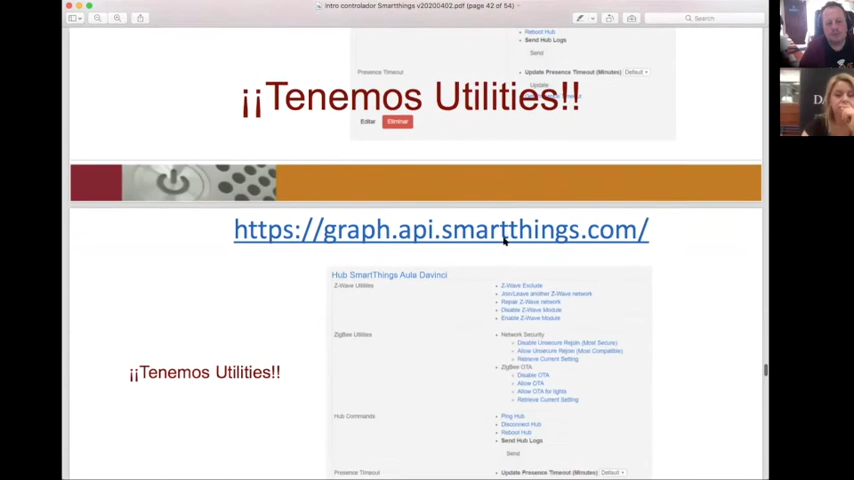 intro controlador Smartthings v20200402.pdf (page 42 of 54)
Search
Reboot Hub
Send Hub Logs
Send
Presence Timeout
Update Presence Timeout (Minutes) Default
Update
¡¡Tenemos Utilities!!
Editar
Eliminar
https://graph.api.smartthings.com/
Hub SmartThings Aula Davinci
Z-Wave Utilities
Z-Wave Exclude
Join/Leave another Z-Wave network
Repair Z-Wave network
Disable Z-Wave Module
Enable Z-Wave Module
ZigBee Utilities
Network Security
Disable Unsecure Rejoin (Most Secure)
Allow Unsecure Rejoin (Most Compatible)
Retrieve Current Setting
ZigBee OTA
¡¡Tenemos Utilities!!
Disable OTA
Allow OTA
Allow OTA for lights
Retrieve Current Setting
Hub Commands
Ping Hub
Disconnect Hub
Reboot Hub
Send Hub Logs
Send
Presence Timeout
Update Presence Timeout (Minutes) Default